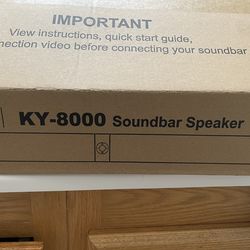 IMPORTANT
View instructions, quick start guide,
nection video before connecting your soundbar
KY-8000 Soundbar Speaker